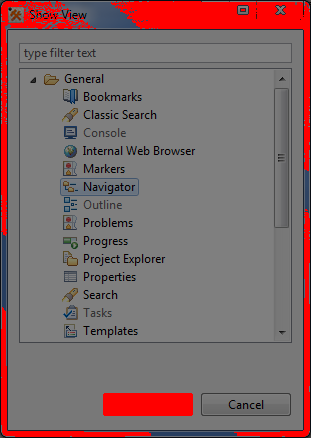 Show View
type filter text
General
Bookmarks
Classic Search
Console
Internal Web Browser
Markers
Navigator
Outline
Problems
Progress
Project Explorer
Properties
Search
Tasks
Templates
Cancel